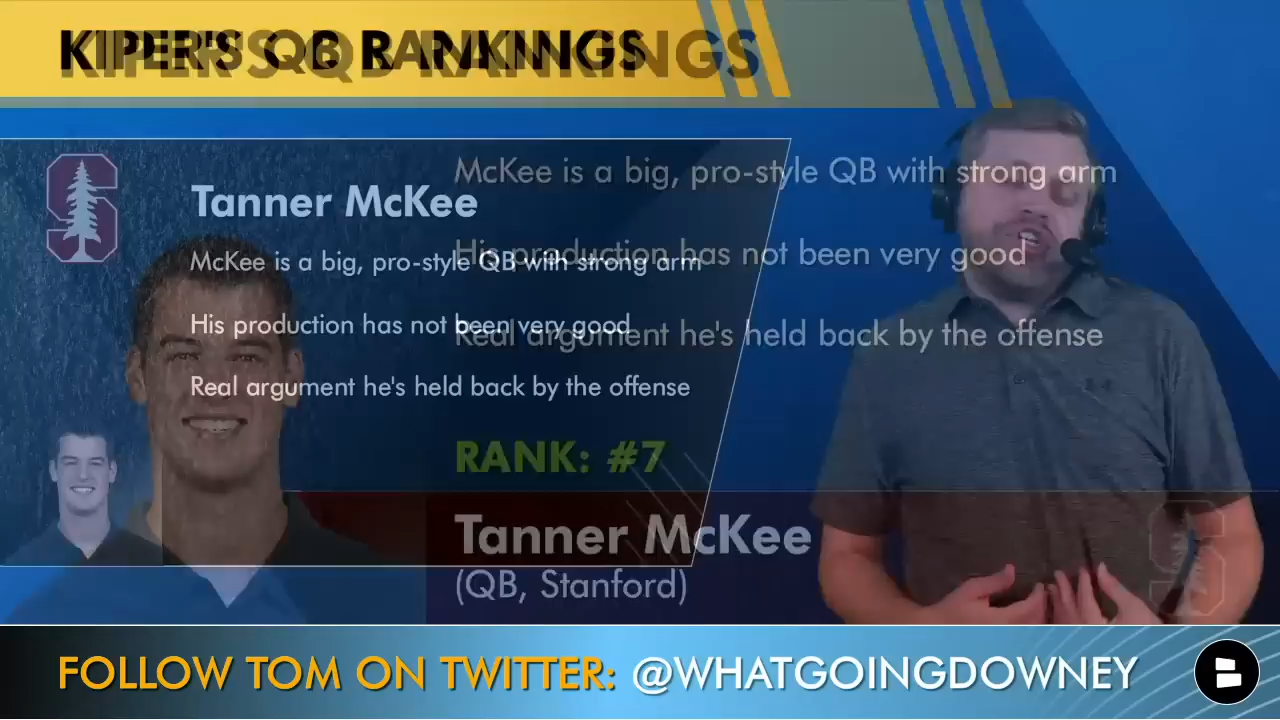 KIPER'S QB RANKINGS
KIPER'S QB RANKINGS
S
Tanner McKee
McKee is a big, pro-style QB with strong arm
His production has not been very good
Real argument he's held back by the offense
McKee is a big, pro-style QB with strong arm
His production has not been very good
Real argument he's held back by the offense
RANK: #7
Tanner McKee
(QB, Stanford)
S
FOLLOW TOM ON TWITTER: @WHATGOINGDOWNEY